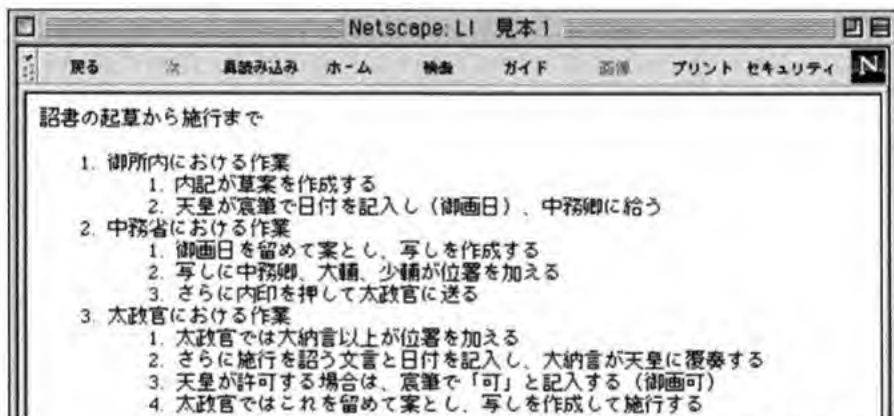 Netscape: LI 見本1
戻る 次 再読み込み ホーム 検索 ガイド 画像 プリント セキュリティ N
詔書の起草から施行まで
1. 御所内における作業
1. 内記が草案を作成する
2. 天皇が宸筆で日付を記入し（御画日）、中務卿に給う
2. 中務省における作業
1. 御画日を留めて案とし、写しを作成する
2. 写しに中務卿、大輔、少輔が位署を加える
3. さらに内印を押して太政官に送る
3. 太政官における作業
1. 太政官では大納言以上が位署を加える
2. さらに施行を詔う文言と日付を記入し、大納言が天皇に覆奏する
3. 天皇が許可する場合は、宸筆で「可」と記入する（御画可）
4. 太政官ではこれを留めて案とし、写しを作成して施行する